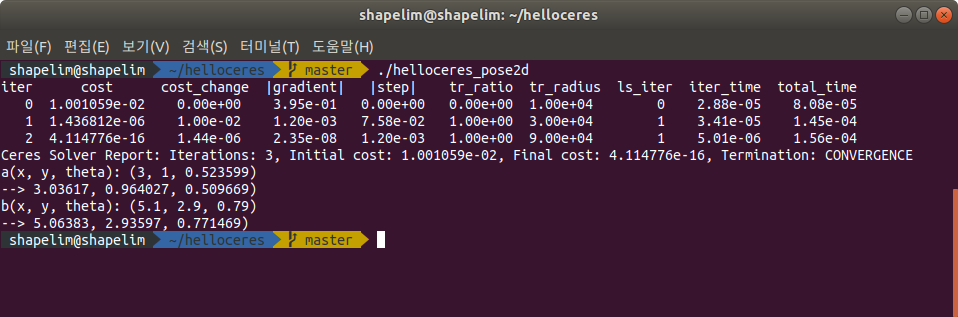 shapelim@shapelim: ~/helloceres
파일(F) 편집(E) 보기(V) 검색(S) 터미널(T) 도움말(H)
shapelim@shapelim ~/helloceres master ./helloceres_pose2d
iter cost cost_change |gradient| |step| tr_ratio tr_radius ls_iter iter_time total_time
0 1.001059e-02 0.00e+00 3.95e-01 0.00e+00 0.00e+00 1.00e+04 0 2.88e-05 8.08e-05
1 1.436812e-06 1.00e-02 1.20e-03 7.58e-02 1.00e+00 3.00e+04 1 3.41e-05 1.45e-04
2 4.114776e-16 1.44e-06 2.35e-08 1.20e-03 1.00e+00 9.00e+04 1 5.01e-06 1.56e-04
Ceres Solver Report: Iterations: 3, Initial cost: 1.001059e-02, Final cost: 4.114776e-16, Termination: CONVERGENCE
a(x, y, theta): (3, 1, 0.523599)
--> 3.03617, 0.964027, 0.509669)
b(x, y, theta): (5.1, 2.9, 0.79)
--> 5.06383, 2.93597, 0.771469)
shapelim@shapelim ~/helloceres master